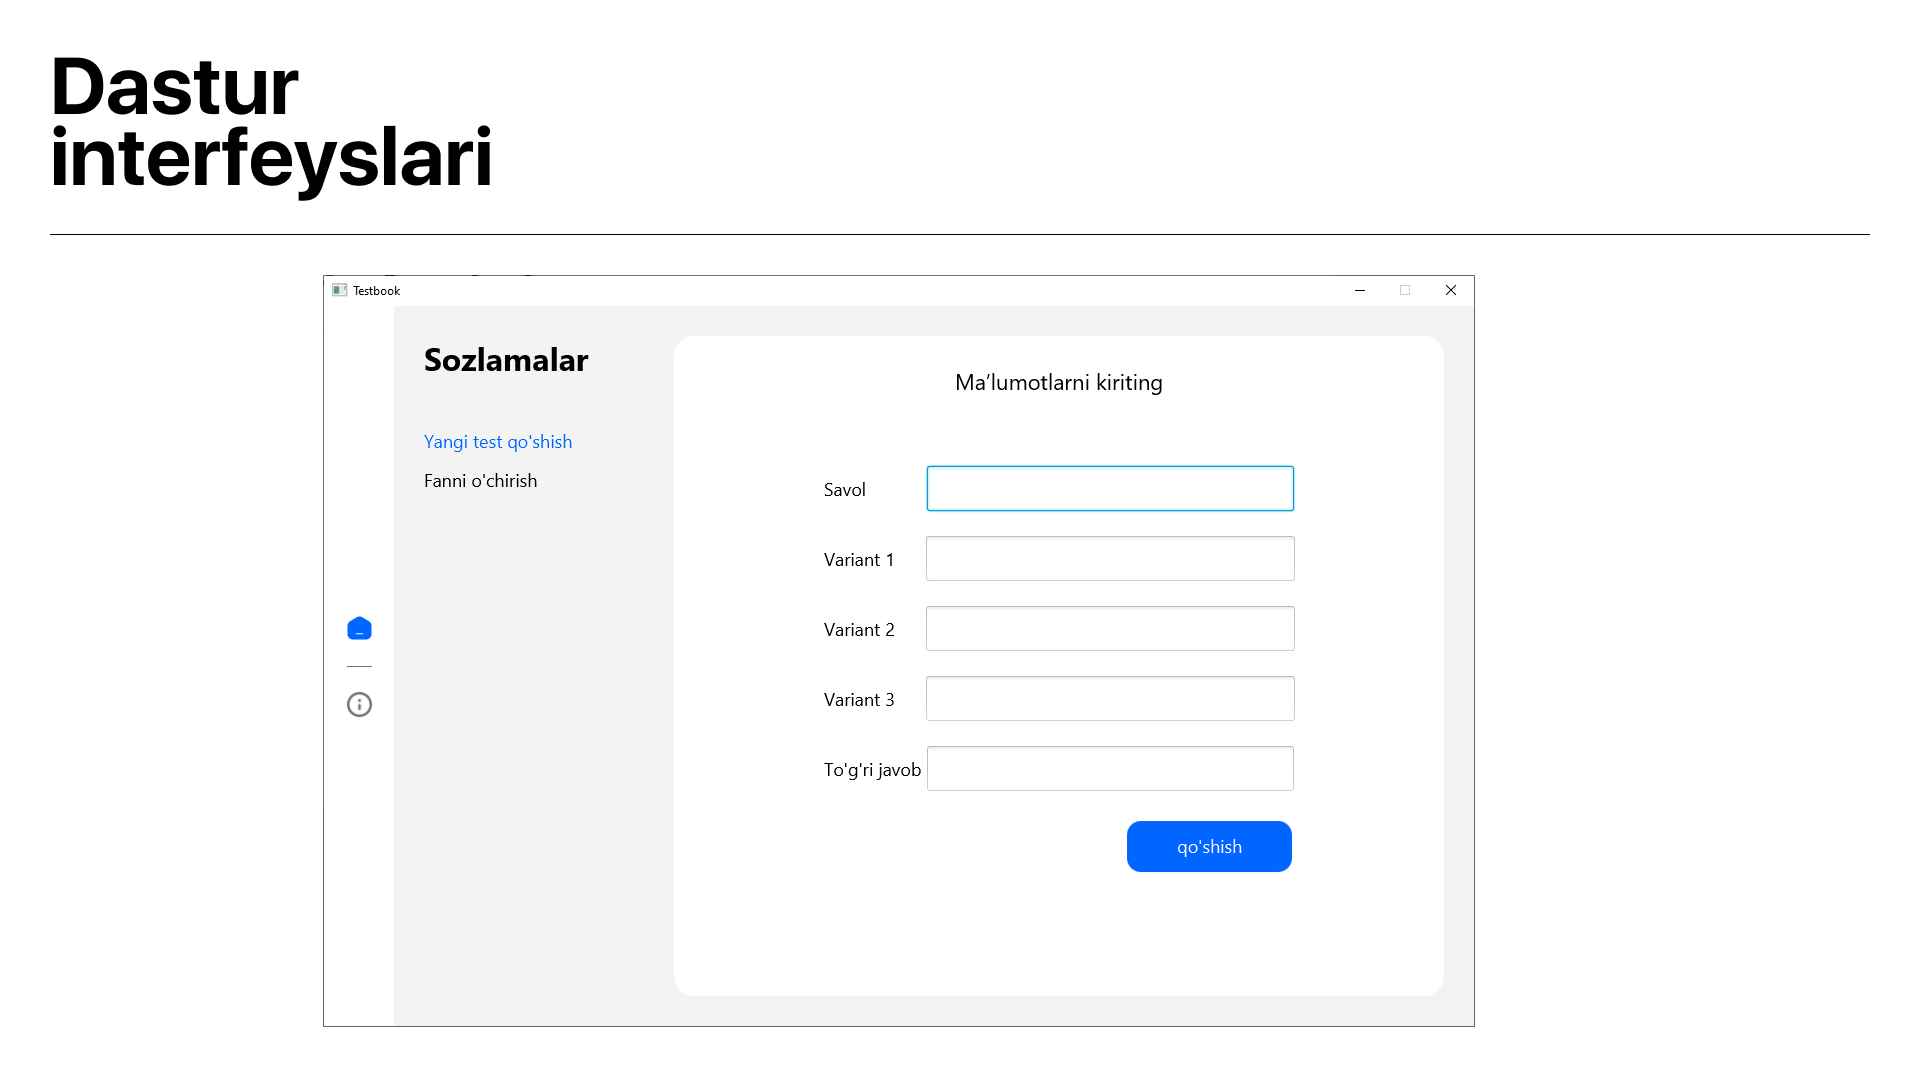 Dastur
interfeyslari
Testbook
Sozlamalar
Yangi test qo'shish
Fanni o'chirish
Ma’lumotlarni kiriting
Savol
Variant 1
Variant 2
Variant 3
To'g'ri javob
qo'shish